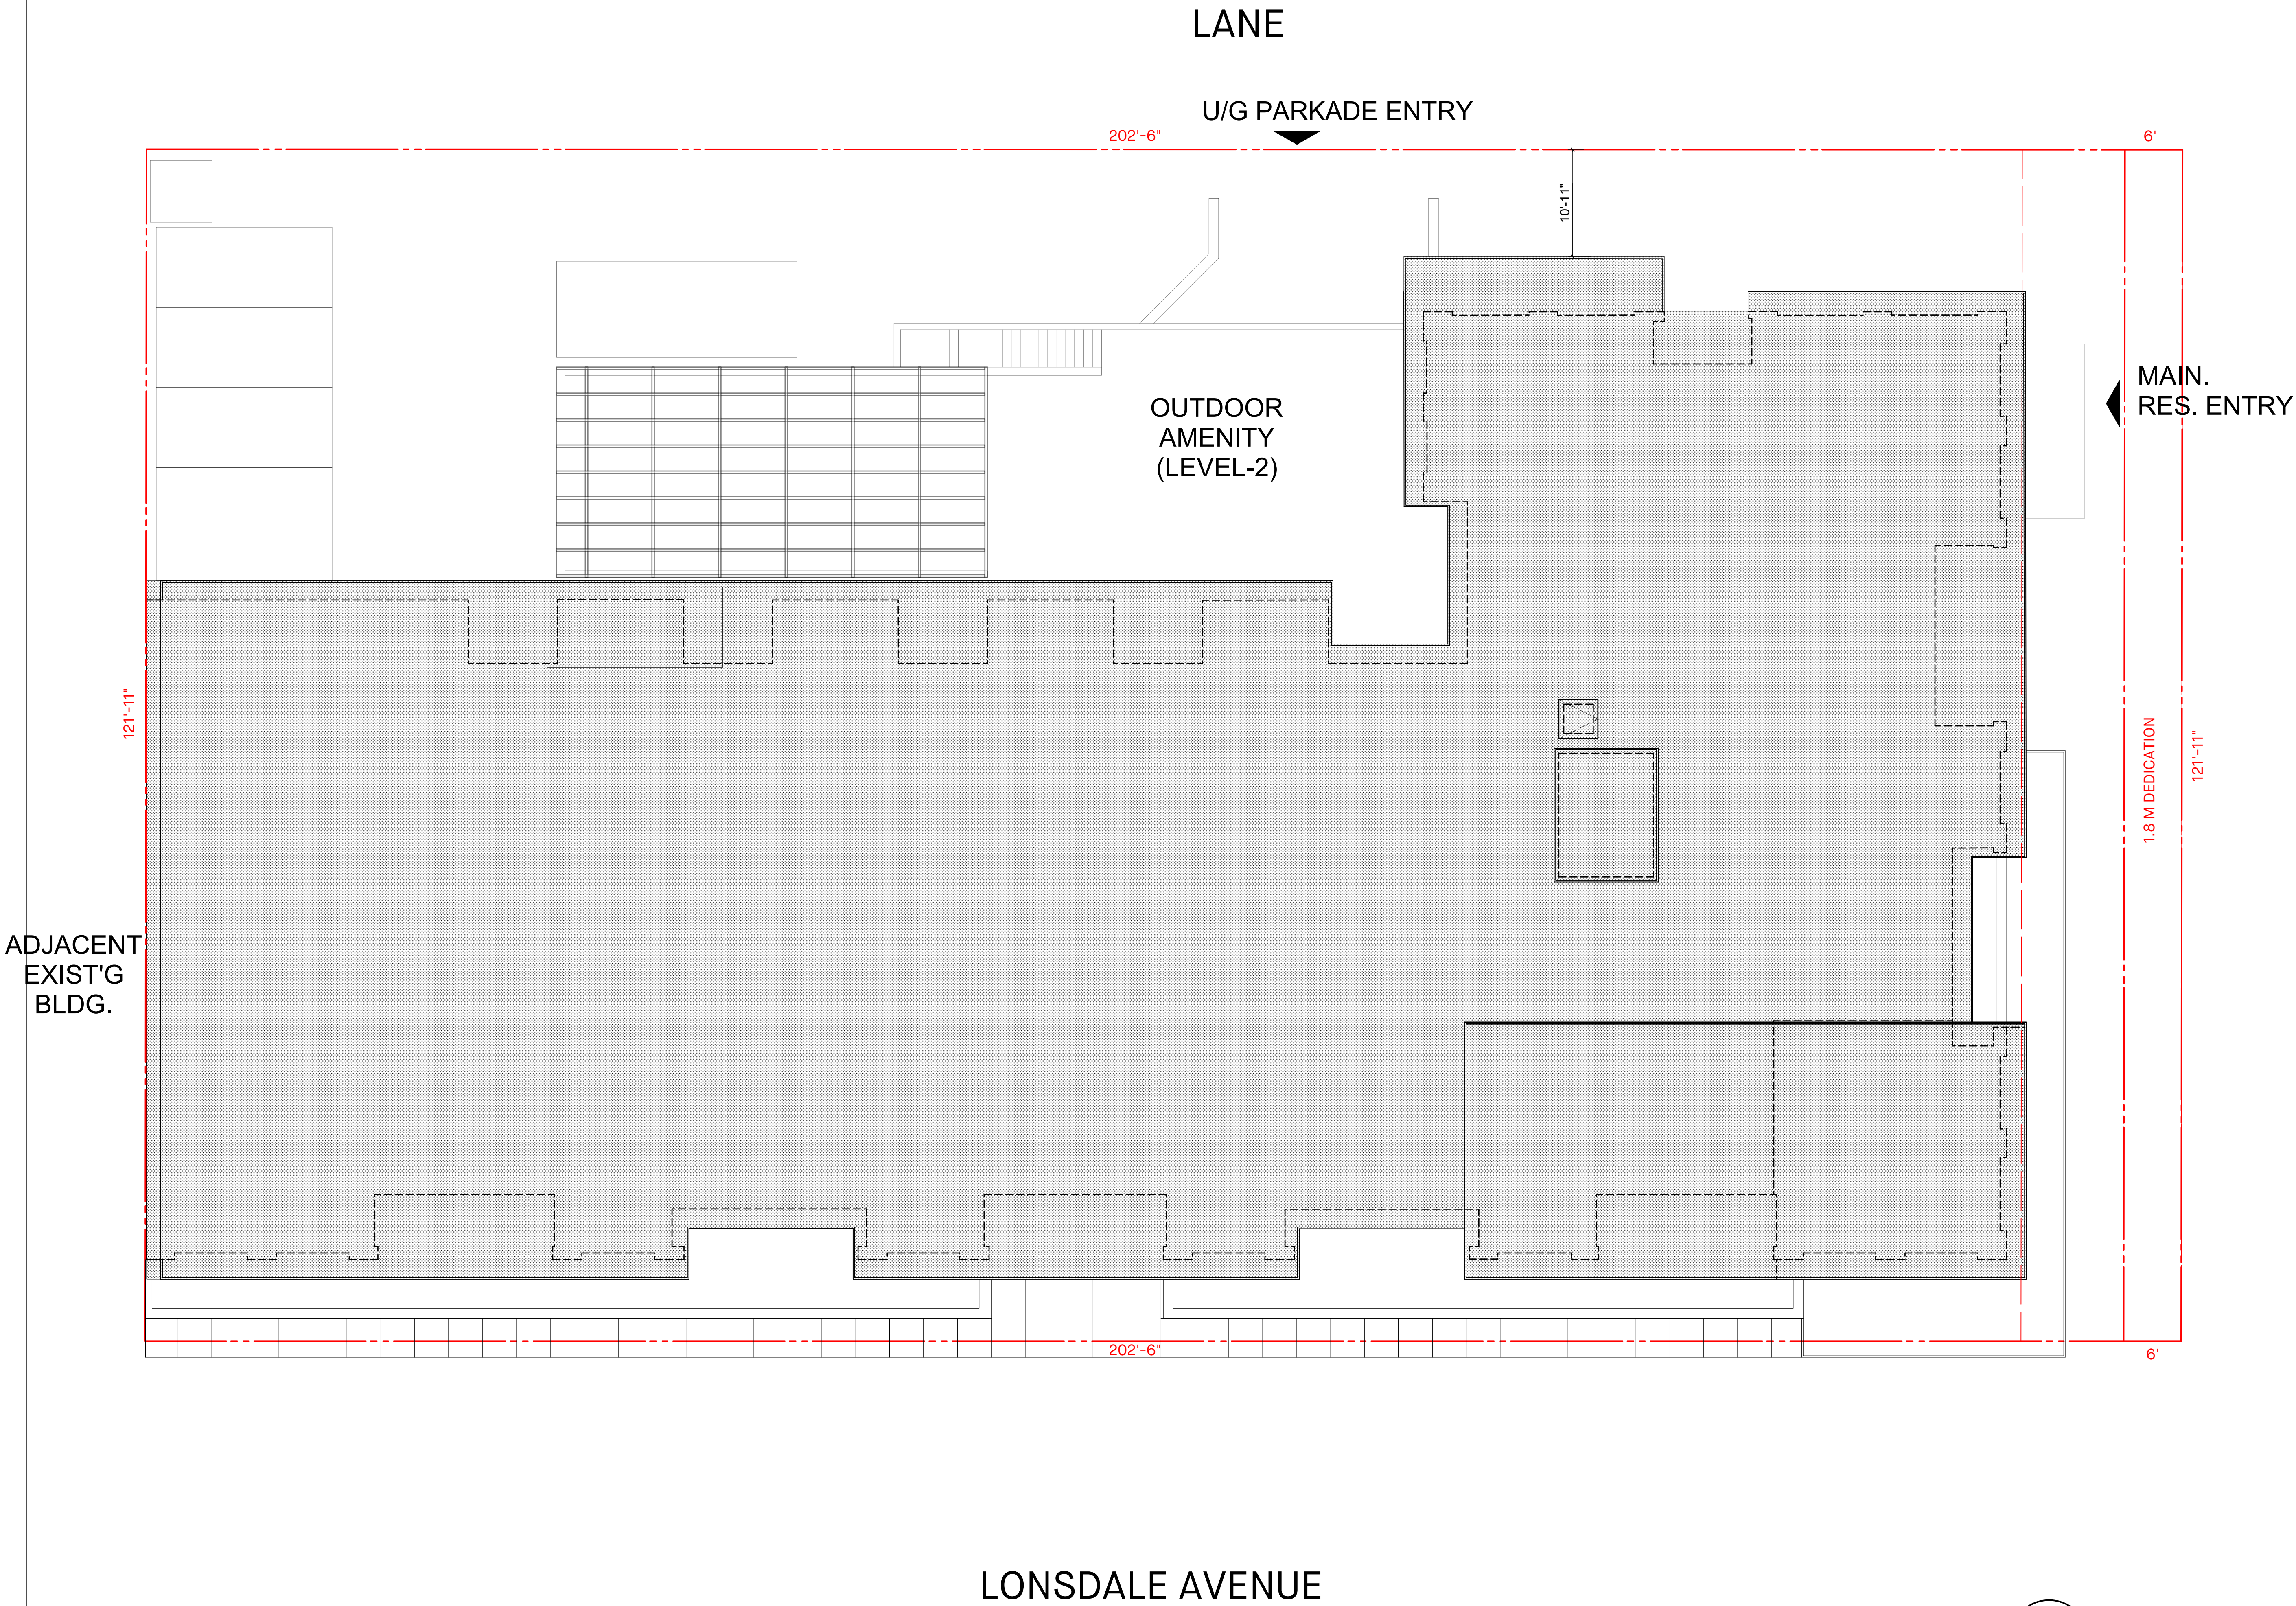 LANE
U/G PARKADE ENTRY
202'-6"
6'
10'-11"
MAIN.
RES. ENTRY
OUTDOOR
AMENITY
(LEVEL-2)
121'-11"
1.8 M DEDICATION
121'-11"
ADJACENT
EXIST'G
BLDG.
202'-6"
6'
LONSDALE AVENUE